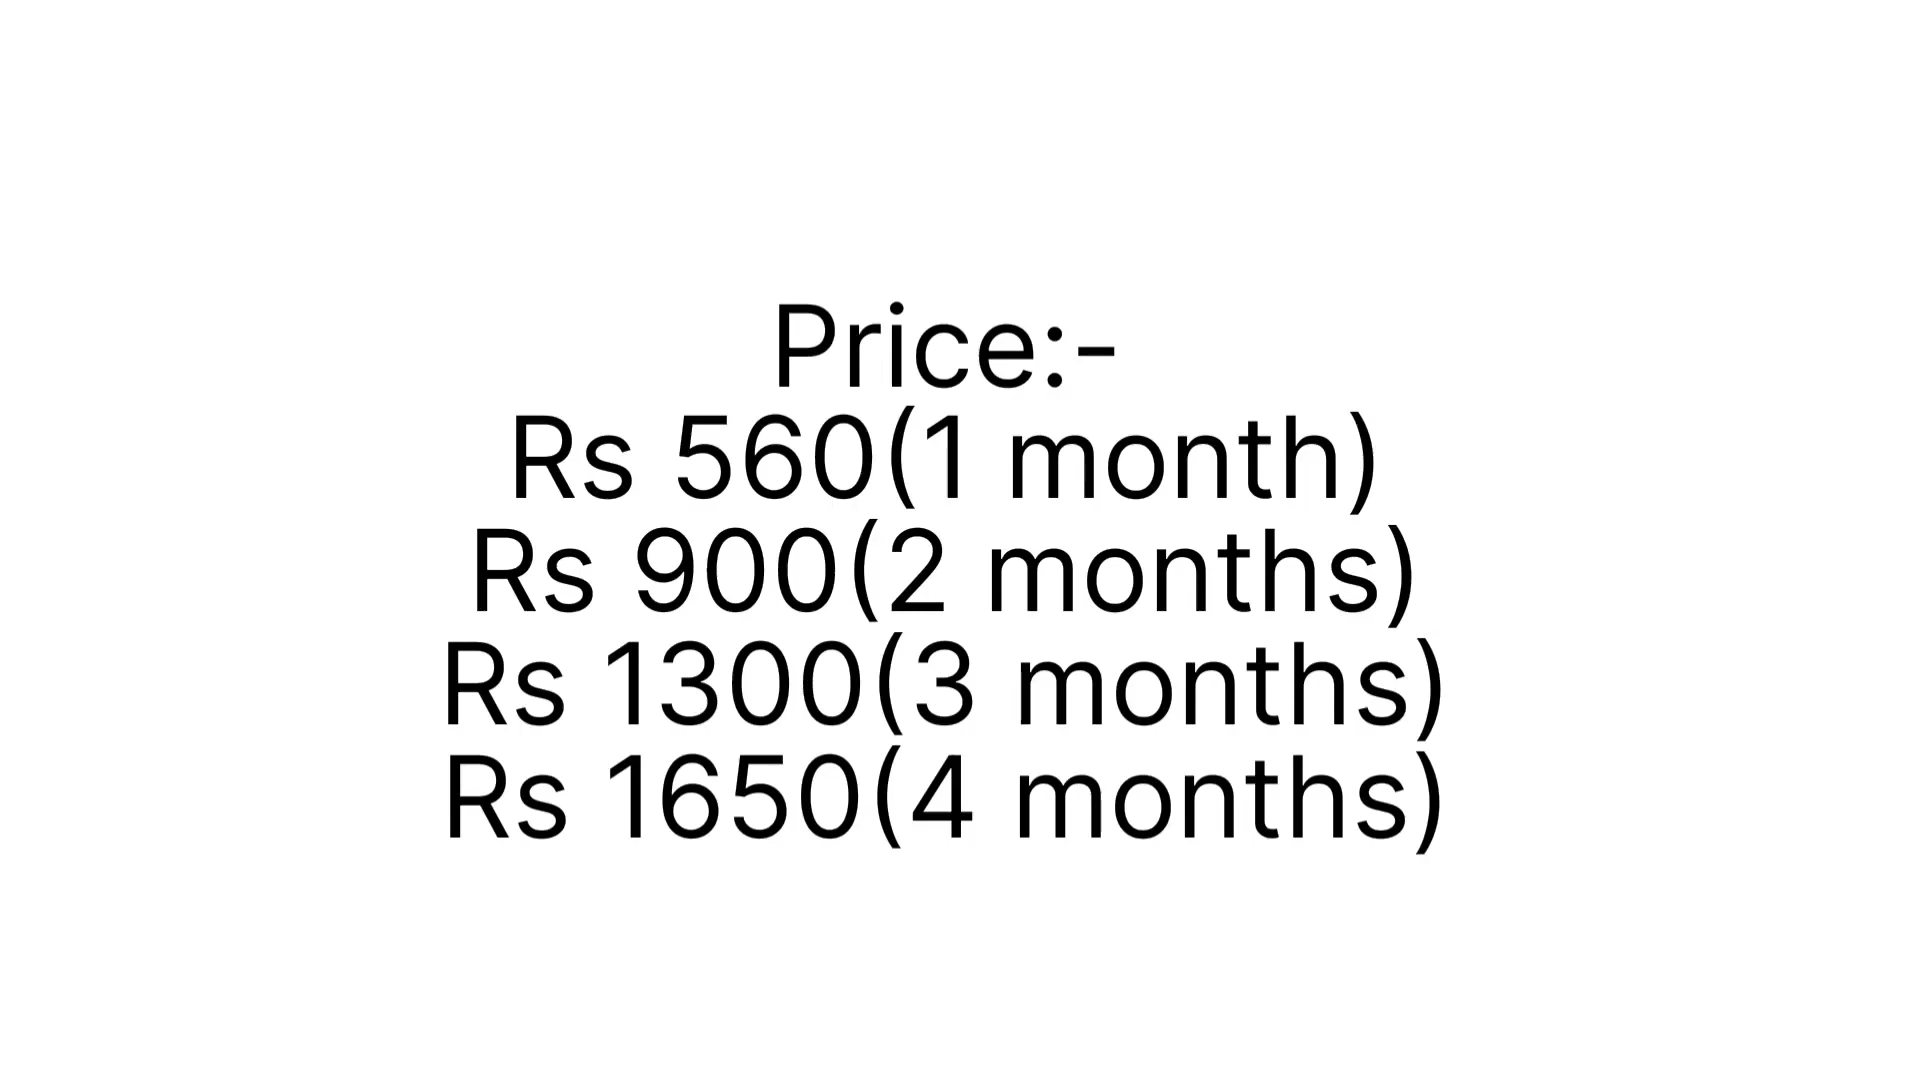 Price:-
Rs 560(1 month)
Rs 900(2 months)
Rs 1300(3 months)
Rs 1650(4 months)